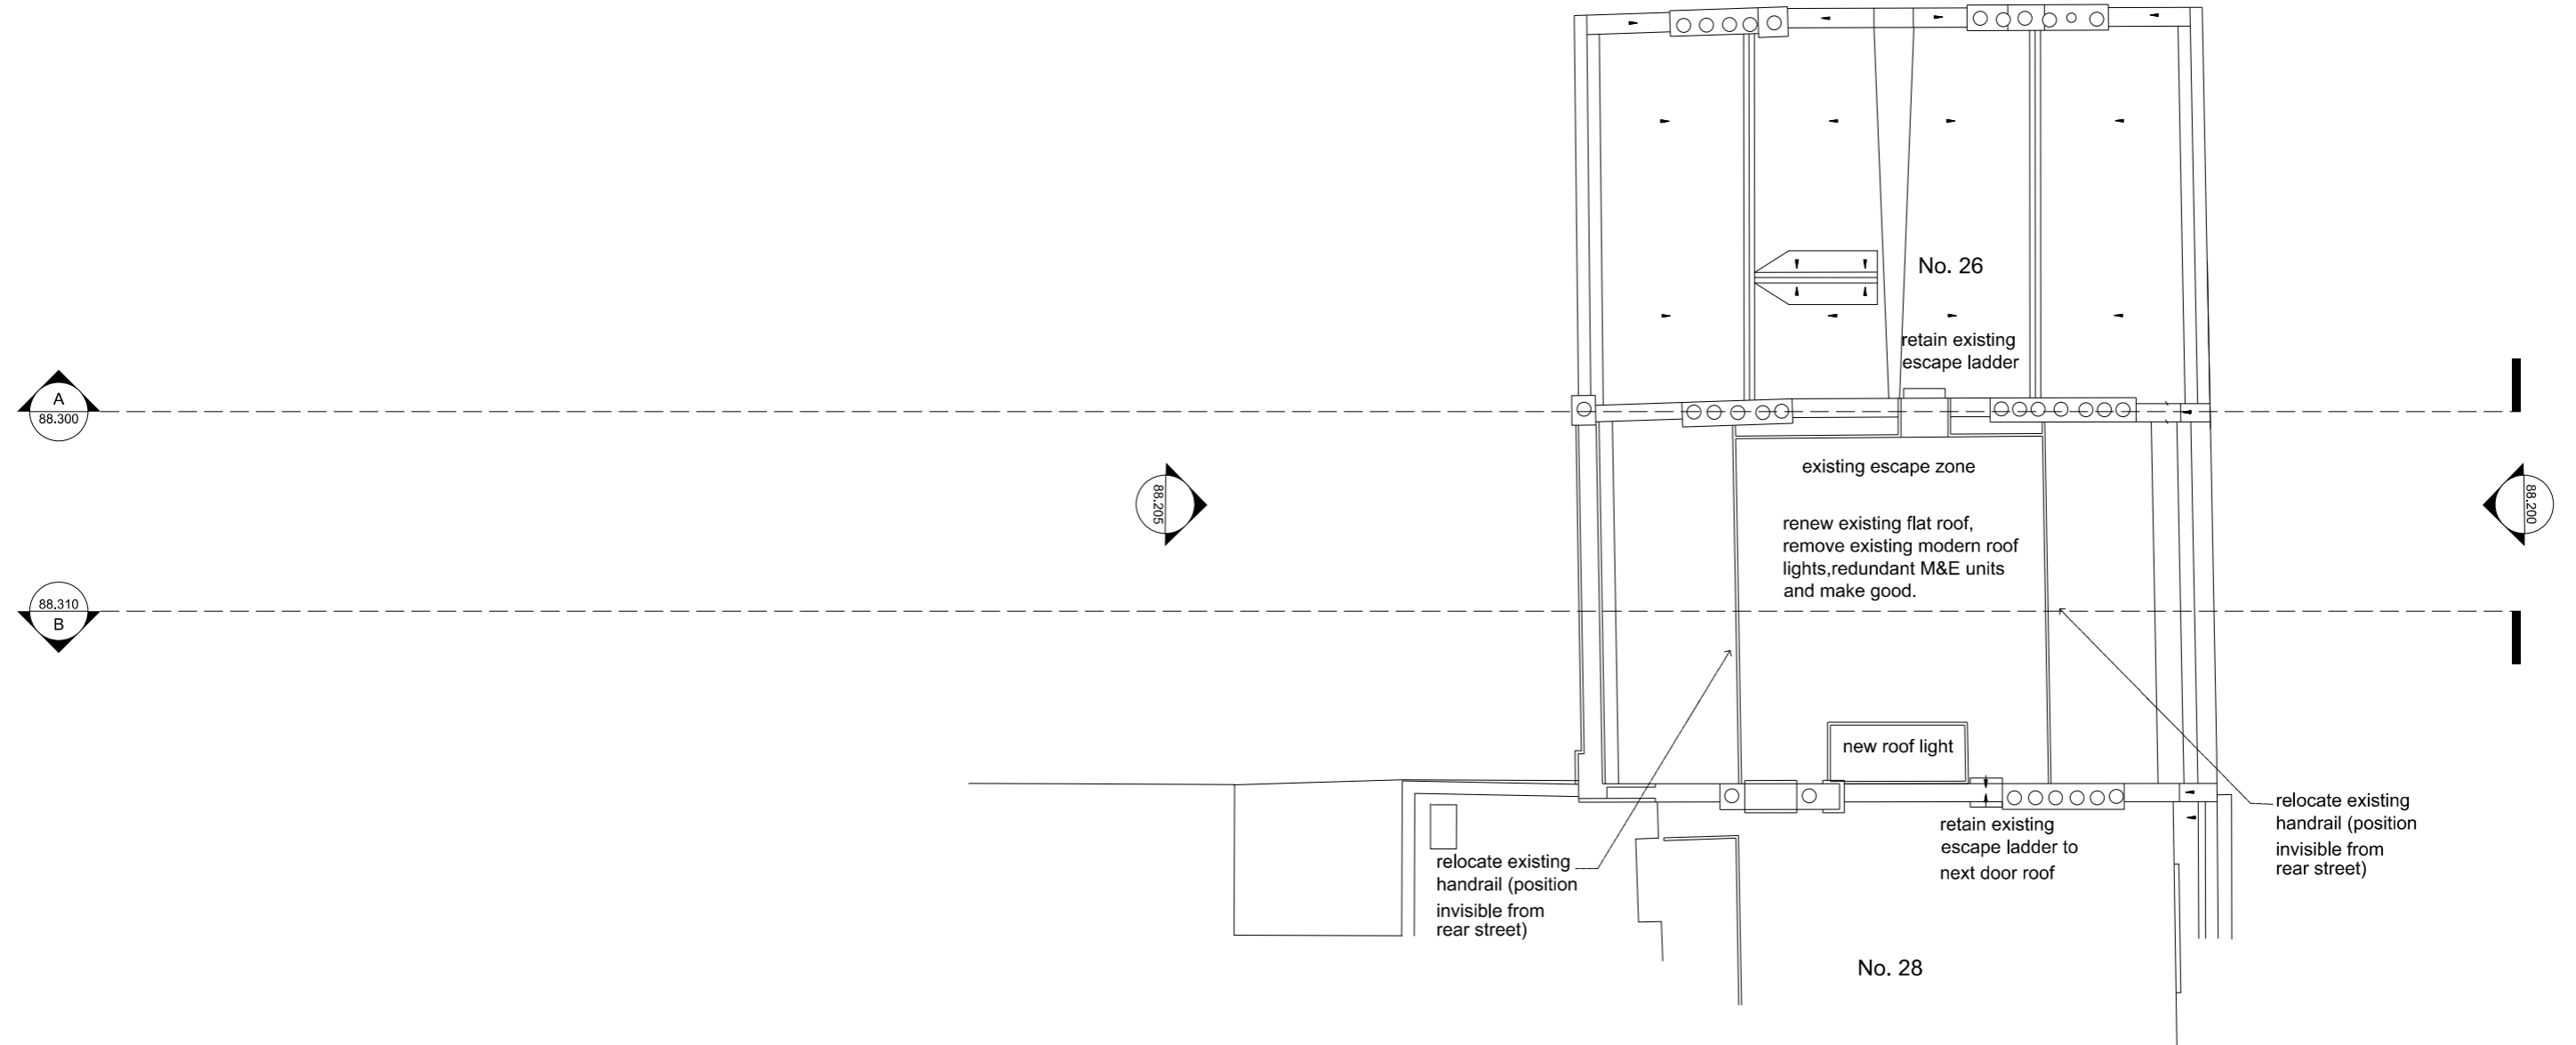 No. 26
retain existing
escape ladder
A
88.300
existing escape zone
88.205
88.200
renew existing flat roof,
remove existing modern roof
lights,redundant M&E units
and make good.
88.310
B
new roof light
relocate existing
handrail (position
invisible from
rear street)
retain existing
escape ladder to
next door roof
relocate existing
handrail (position
invisible from
rear street)
No. 28